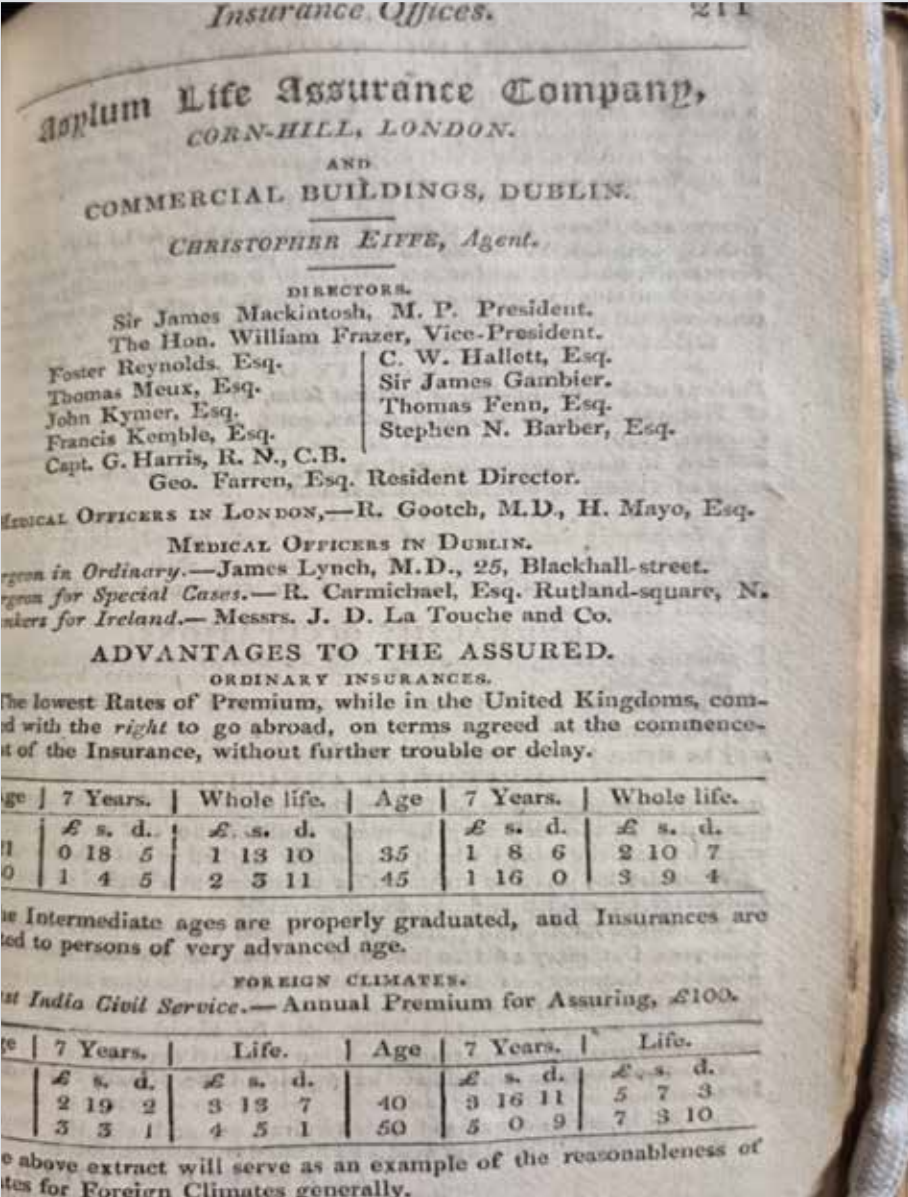 Insurance Offices. 211
Asylum Life Assurance Company,
CORN-HILL, LONDON.
AND
COMMERCIAL BUILDINGS, DUBLIN.
CHRISTOPHER EIFFE, Agent.
DIRECTORS.
Sir James Mackintosh, M. P. President.
The Hon. William Frazer, Vice-President.
Foster Reynolds, Esq. | C. W. Hallett, Esq.
Thomas Meux, Esq. | Sir James Gambier.
John Kymer, Esq. | Thomas Fenn, Esq.
Francis Kemble, Esq. | Stephen N. Barber, Esq.
Capt. G. Harris, R. N., C.B.
Geo. Farren, Esq. Resident Director.
MEDICAL OFFICERS IN LONDON,—R. Gooch, M.D., H. Mayo, Esq.
MEDICAL OFFICERS IN DUBLIN.
rgeon in Ordinary.—James Lynch, M.D., 25, Blackhall-street.
rgeon for Special Cases.—R. Carmichael, Esq. Rutland-square, N.
nkers for Ireland.—Messrs. J. D. La Touche and Co.
ADVANTAGES TO THE ASSURED.
ORDINARY INSURANCES.
The lowest Rates of Premium, while in the United Kingdoms, com-
d with the right to go abroad, on terms agreed at the commence-
t of the Insurance, without further trouble or delay.
ge | 7 Years. | Whole life. | Age | 7 Years. | Whole life.
£ s. d. | £ s. d. | £ s. d. | £ s. d.
0 18 5 | 1 13 10 | 35 | 1 8 6 | 2 10 7
0 | 1 4 5 | 2 3 11 | 45 | 1 16 0 | 3 9 4
e Intermediate ages are properly graduated, and Insurances are
ted to persons of very advanced age.
FOREIGN CLIMATES.
st India Civil Service.—Annual Premium for Assuring, £100.
ge | 7 Years. | Life. | Age | 7 Years. | Life.
£ s. d. | £ s. d. | £ s. d. | £ s. d.
2 19 2 | 3 13 7 | 40 | 3 16 11 | 5 7 3
3 3 1 | 4 5 1 | 50 | 5 0 9 | 7 3 10
e above extract will serve as an example of the reasonableness of
tes for Foreign Climates generally.